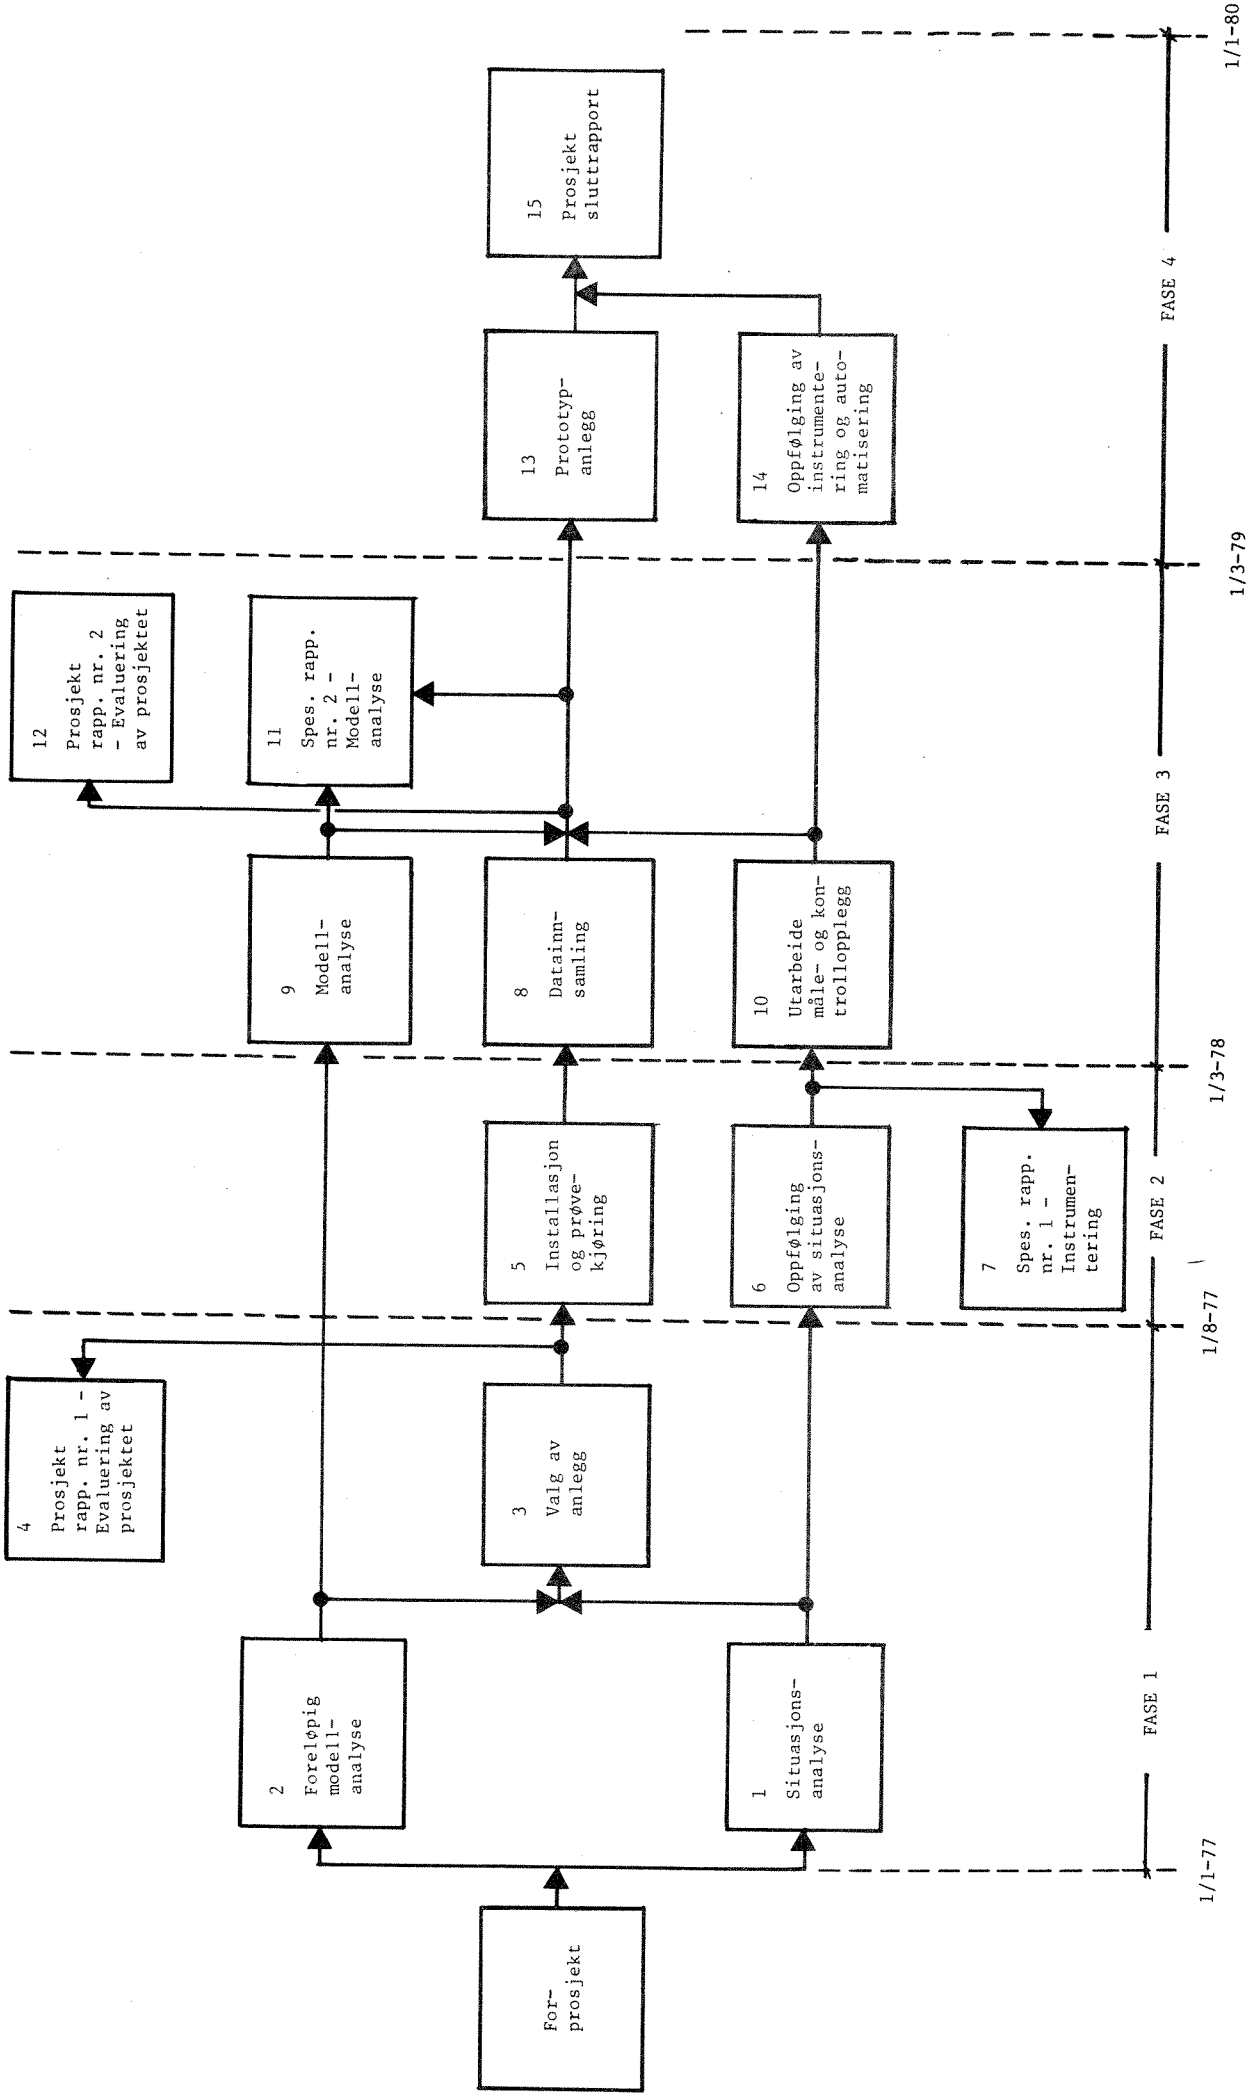 For-
prosjekt
2
Foreløpig
modell-
analyse
1
Situasjons-
analyse
4
Prosjekt
rapp. nr. 1 -
Evaluering av
prosjektet
3
Valg av
anlegg
5
Installasjon
og prøve-
kjøring
6
Oppfølging
av situasjons-
analyse
7
Spes. rapp.
nr. 1 -
Instrumen-
tering
9
Modell-
analyse
8
Datainn-
samling
10
Utarbeide
måle- og kon-
trollopplegg
12
Prosjekt
rapp. nr. 2
- Evaluering
av prosjektet
11
Spes. rapp.
nr. 2 -
Modell-
analyse
13
Prototyp-
anlegg
14
Oppfølging av
instrumente-
ring og auto-
matisering
15
Prosjekt
sluttrapport
FASE 1
FASE 2
FASE 3
FASE 4
1/1-77
1/8-77
1/3-78
1/3-79
1/1-80